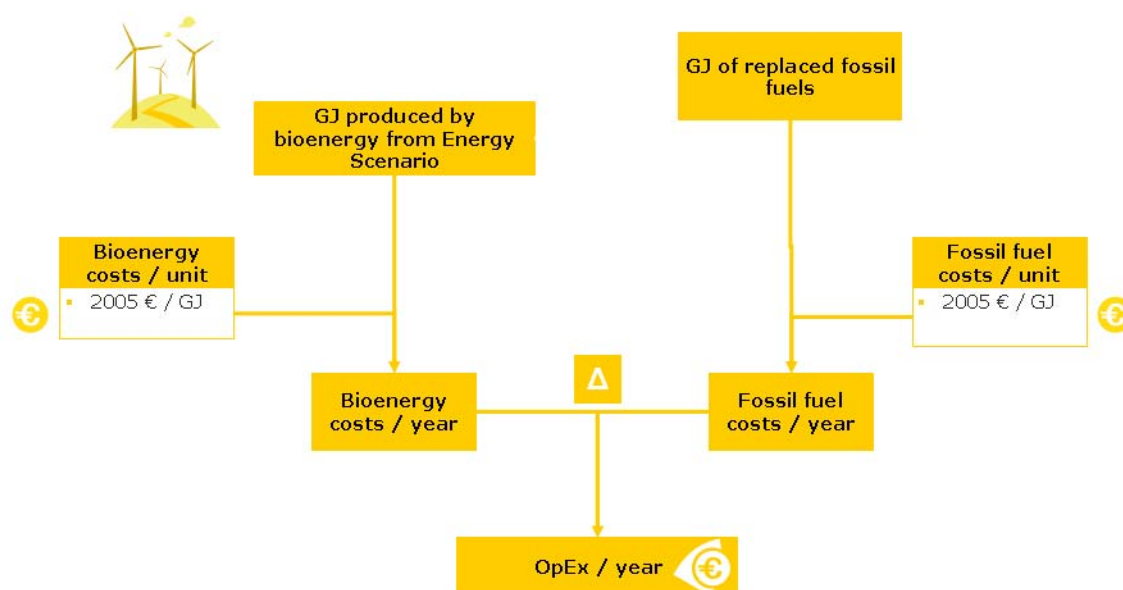 GJ of replaced fossil
fuels
GJ produced by
bioenergy from Energy
Scenario
Bioenergy
costs / unit
▪ 2005 € / GJ
€
Fossil fuel
costs / unit
▪ 2005 € / GJ
€
Δ
Bioenergy
costs / year
Fossil fuel
costs / year
OpEx / year
€